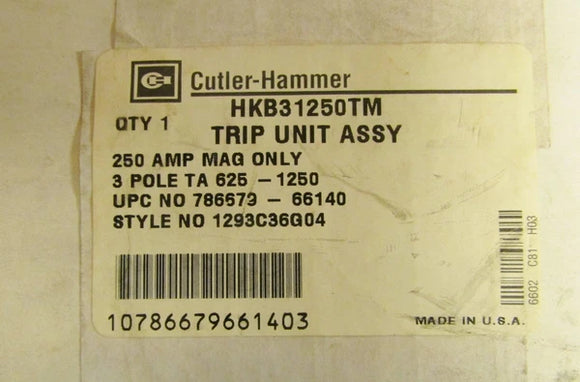 CH Cutler-Hammer
HKB31250TM
QTY 1
TRIP UNIT ASSY
250 AMP MAG ONLY
3 POLE TA 625 - 1250
UPC NO 786679 - 66140
STYLE NO 1293C36G04
10786679661403
MADE IN U.S.A.
6602 C81 H03